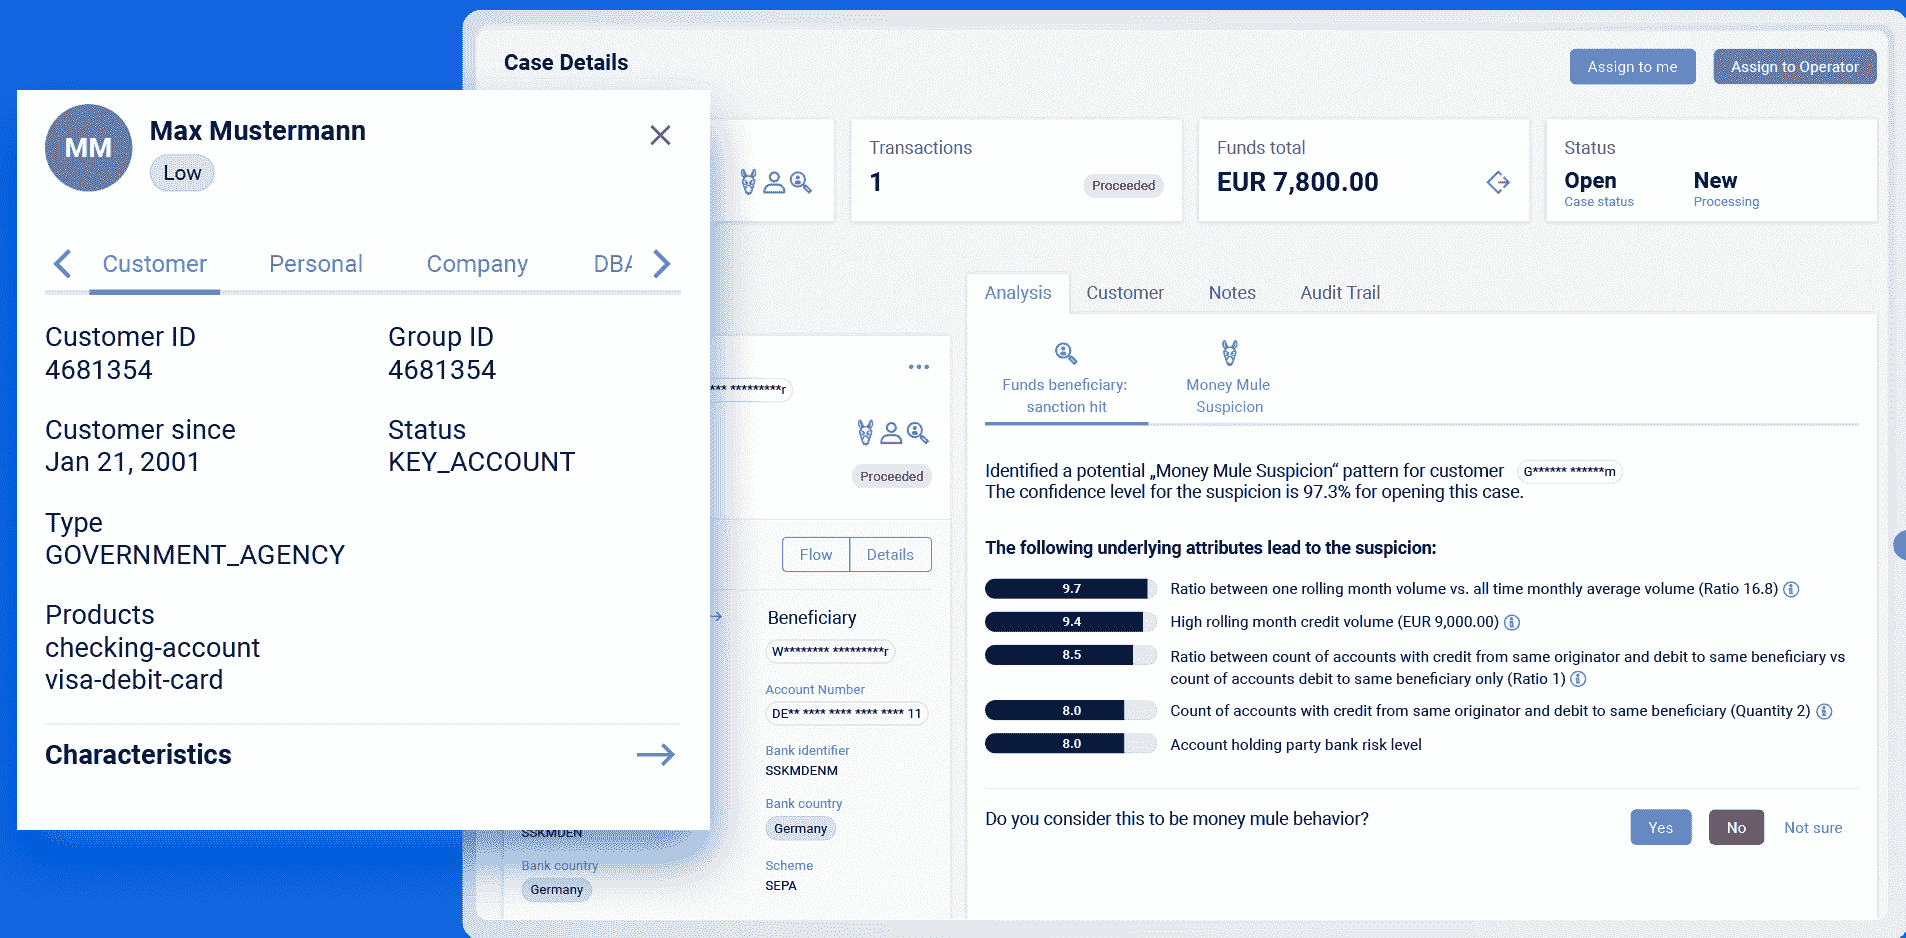 Case Details
Assign to me
Assign to Operator
MM
Max Mustermann
Low
Customer
Personal
Company
DBA
Customer ID
4681354
Group ID
4681354
Customer since
Jan 21, 2001
Status
KEY_ACCOUNT
Type
GOVERNMENT_AGENCY
Products
checking-account
visa-debit-card
Characteristics
Transactions
1
Proceeded
Funds total
EUR 7,800.00
Status
Open
Case status
New
Processing
*** *********r
Proceeded
Flow
Details
Beneficiary
W******** *********r
Account Number
DE** **** **** **** **** 11
Bank identifier
SSKMDENM
Bank country
Germany
Scheme
SEPA
SSKMDEN
Bank country
Germany
Analysis
Customer
Notes
Audit Trail
Funds beneficiary:
sanction hit
Money Mule
Suspicion
Identified a potential „Money Mule Suspicion“ pattern for customer G****** ******m
The confidence level for the suspicion is 97.3% for opening this case.
The following underlying attributes lead to the suspicion:
9.7 Ratio between one rolling month volume vs. all time monthly average volume (Ratio 16.8)
9.4 High rolling month credit volume (EUR 9,000.00)
8.5 Ratio between count of accounts with credit from same originator and debit to same beneficiary vs
count of accounts debit to same beneficiary only (Ratio 1)
8.0 Count of accounts with credit from same originator and debit to same beneficiary (Quantity 2)
8.0 Account holding party bank risk level
Do you consider this to be money mule behavior?
Yes
No
Not sure